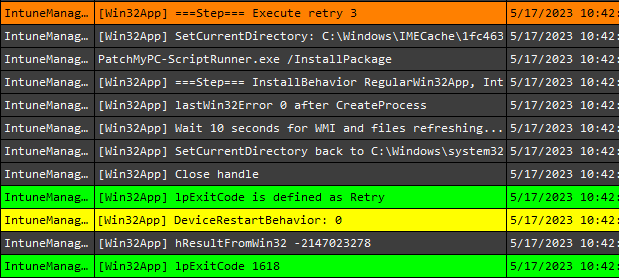 IntuneManag… [Win32App] ===Step=== Execute retry 3 5/17/2023 10:42:
IntuneManag… [Win32App] SetCurrentDirectory: C:\Windows\IMECache\1fc463 5/17/2023 10:42:
IntuneManag… PatchMyPC-ScriptRunner.exe /InstallPackage 5/17/2023 10:42:
IntuneManag… [Win32App] ===Step=== InstallBehavior RegularWin32App, Int 5/17/2023 10:42:
IntuneManag… [Win32App] lastWin32Error 0 after CreateProcess 5/17/2023 10:42:
IntuneManag… [Win32App] Wait 10 seconds for WMI and files refreshing... 5/17/2023 10:42:
IntuneManag… [Win32App] SetCurrentDirectory back to C:\Windows\system32 5/17/2023 10:42:
IntuneManag… [Win32App] Close handle 5/17/2023 10:42:
IntuneManag… [Win32App] lpExitCode is defined as Retry 5/17/2023 10:42:
IntuneManag… [Win32App] DeviceRestartBehavior: 0 5/17/2023 10:42:
IntuneManag… [Win32App] hResultFromWin32 -2147023278 5/17/2023 10:42:
IntuneManag… [Win32App] lpExitCode 1618 5/17/2023 10:42: